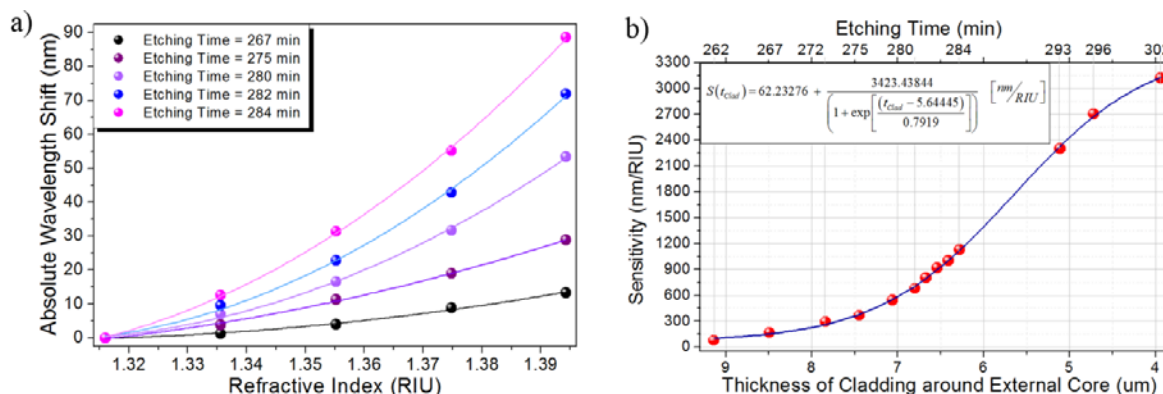 a)
90
80
70
60
50
40
30
20
10
0
Absolute Wavelength Shift (nm)
Etching Time = 267 min
Etching Time = 275 min
Etching Time = 280 min
Etching Time = 282 min
Etching Time = 284 min
1.32 1.33 1.34 1.35 1.36 1.37 1.38 1.39
Refractive Index (RIU)
b)
Etching Time (min)
262 267 272 275 280 284 293 296
3300
3000
2700
2400
2100
1800
1500
1200
900
600
300
0
Sensitivity (nm/RIU)
S(t_Clad) = 62.23276 + 3423.43844 / (1 + exp[(t_Clad − 5.64445) / 0.7919]) [nm/RIU]
9 8 7 6 5 4
Thickness of Cladding around External Core (um)